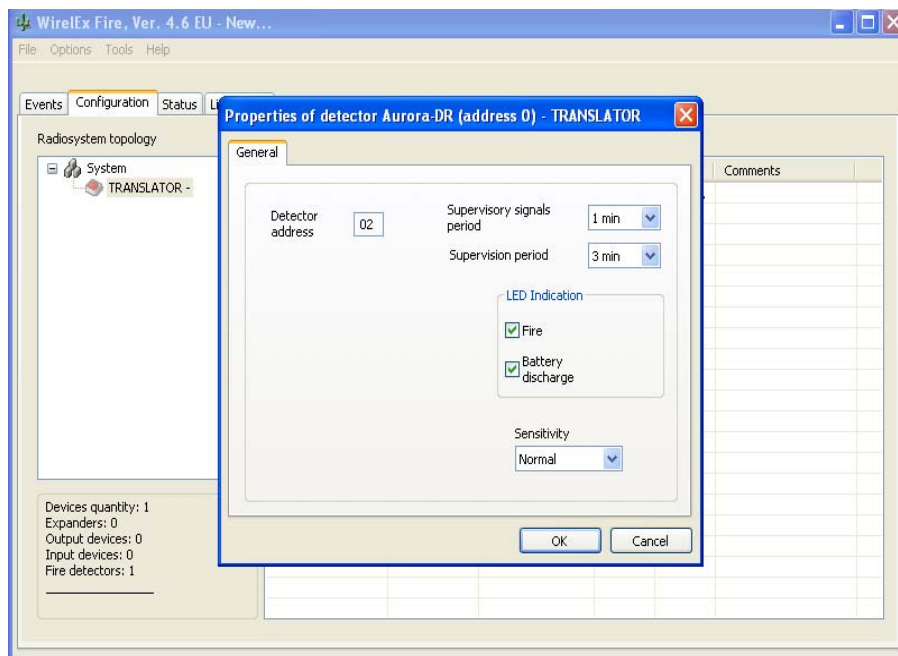 WirelEx Fire, Ver. 4.6 EU - New...
File Options Tools Help
Events Configuration Status
Radiosystem topology
System
TRANSLATOR -
Comments
Properties of detector Aurora-DR (address 0) - TRANSLATOR
General
Detector
address
02
Supervisory signals
period
1 min
Supervision period
3 min
LED Indication
Fire
Battery
discharge
Sensitivity
Normal
OK Cancel
Devices quantity: 1
Expanders: 0
Output devices: 0
Input devices: 0
Fire detectors: 1